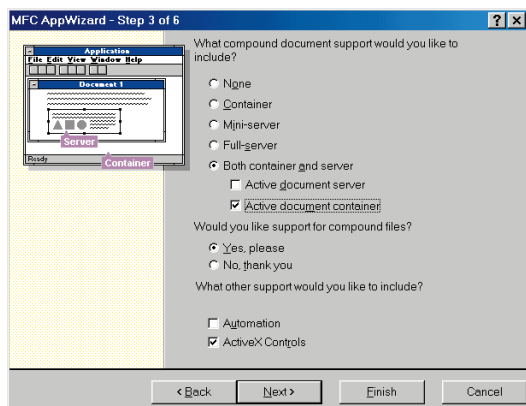 MFC AppWizard - Step 3 of 6
? ×
Application
File Edit View Window Help
Document 1
Server
Ready
Container
What compound document support would you like to
include?
None
Container
Mini-server
Full-server
Both container and server
Active document server
Active document container
Would you like support for compound files?
Yes, please
No, thank you
What other support would you like to include?
Automation
ActiveX Controls
< Back
Next >
Finish
Cancel